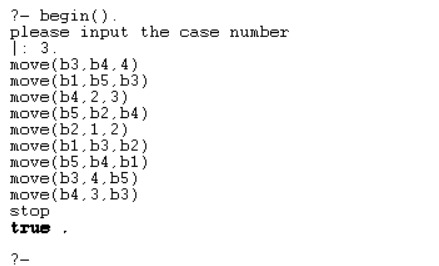 ?- begin().
please input the case number
|: 3.
move(b3,b4,4)
move(b1,b5,b3)
move(b4,2,3)
move(b5,b2,b4)
move(b2,1,2)
move(b1,b3,b2)
move(b5,b4,b1)
move(b3,4,b5)
move(b4,3,b3)
stop
true .
?-